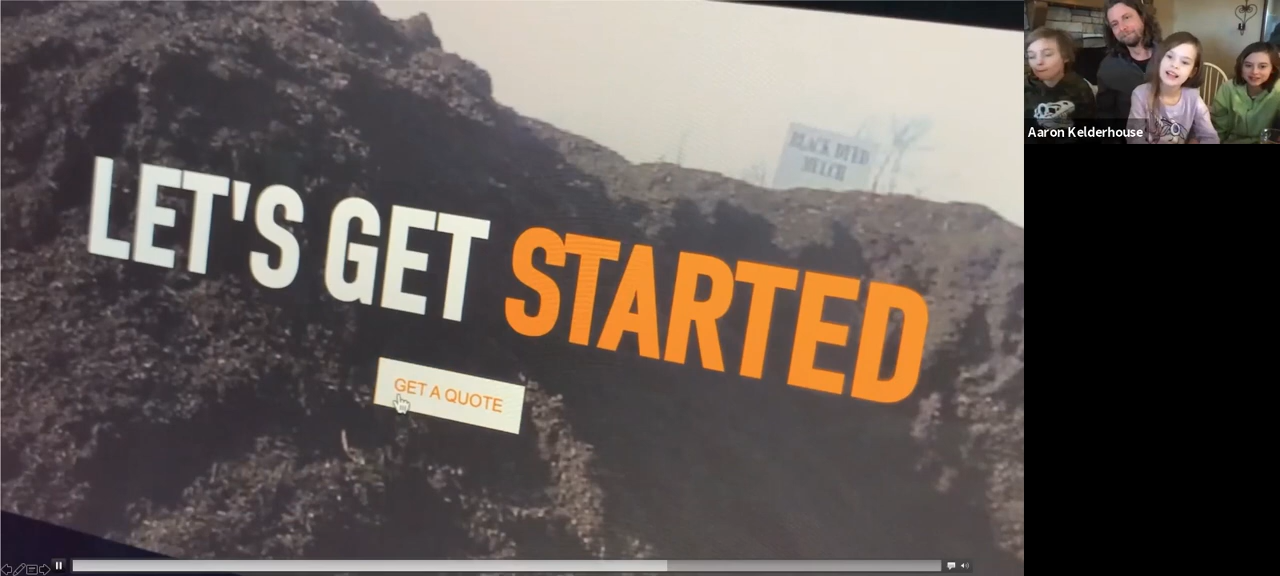 BLACK DYED
MULCH
LET'S GET STARTED
GET A QUOTE
Aaron Kelderhouse